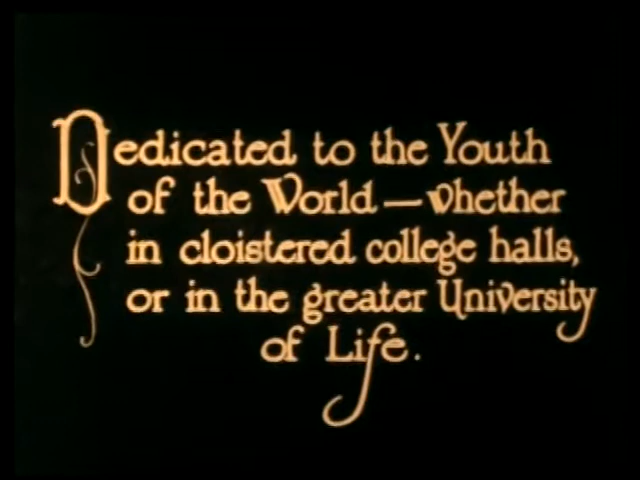 Dedicated to the Youth
of the World — whether
in cloistered college halls,
or in the greater University
of Life.